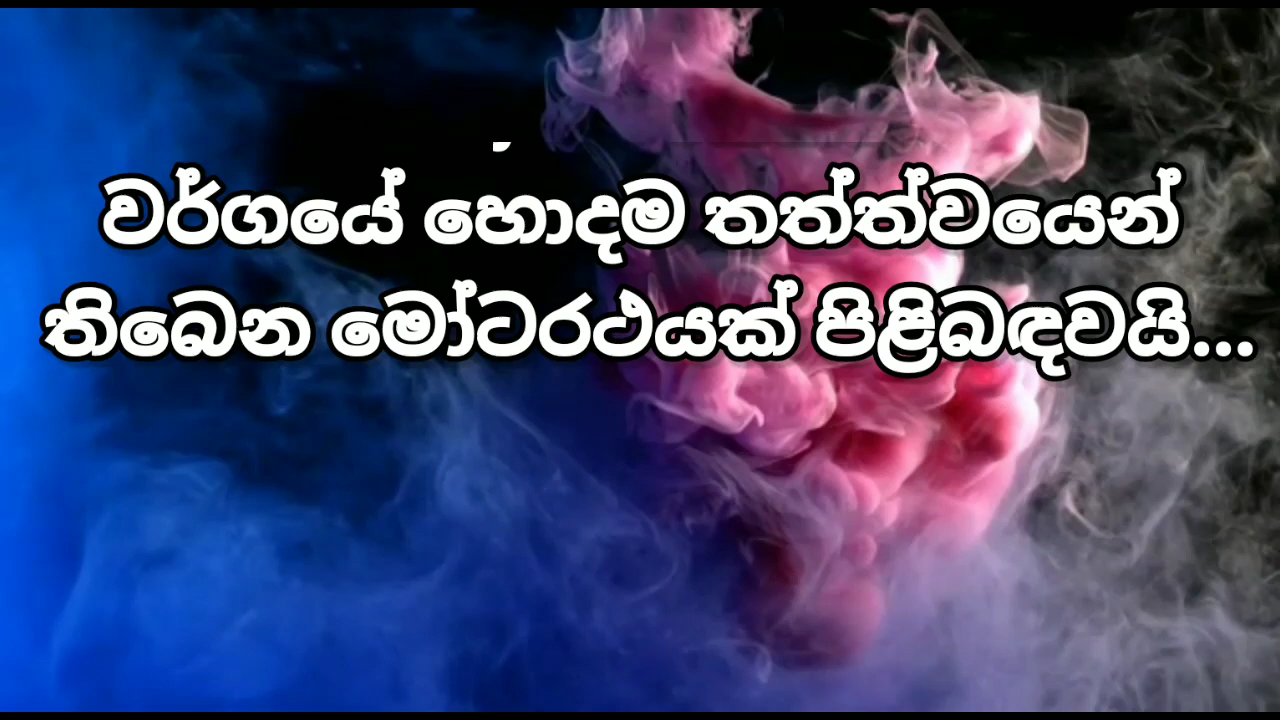 වර්ගයේ හොදම තත්ත්වයෙන්
තිබෙන මෝටරථයක් පිළිබඳවයි...